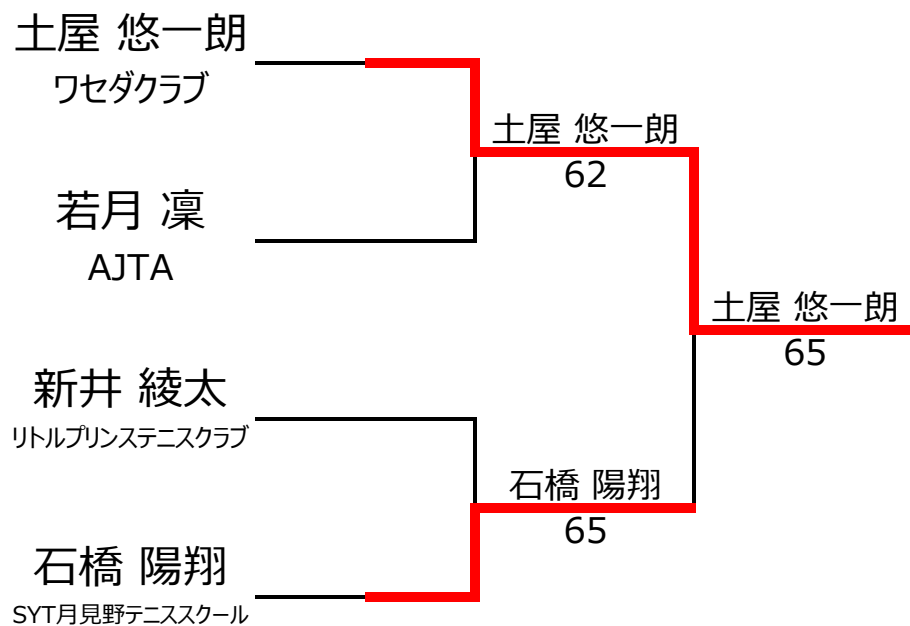 土屋 悠一朗
ワセダクラブ
若月 凜
AJTA
新井 綾太
リトルプリンステニスクラブ
石橋 陽翔
SYT月見野テニススクール
土屋 悠一朗
62
石橋 陽翔
65
土屋 悠一朗
65